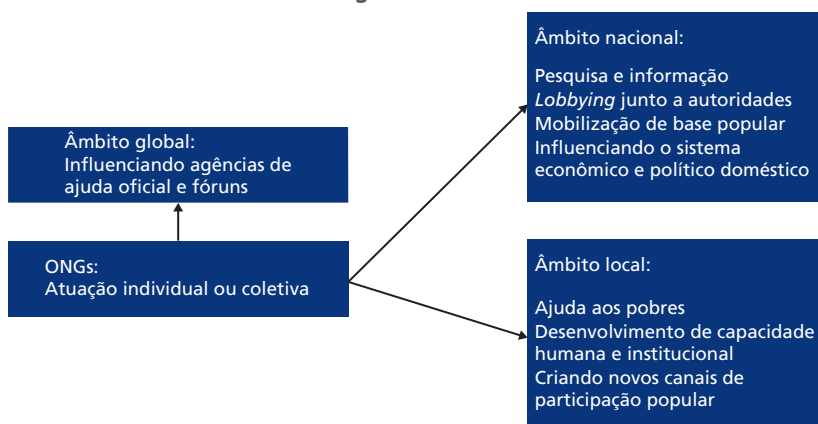 Âmbito global:
Influenciando agências de
ajuda oficial e fóruns
ONGs:
Atuação individual ou coletiva
Âmbito nacional:
Pesquisa e informação
Lobbying junto a autoridades
Mobilização de base popular
Influenciando o sistema
econômico e político doméstico
Âmbito local:
Ajuda aos pobres
Desenvolvimento de capacidade
humana e institucional
Criando novos canais de
participação popular